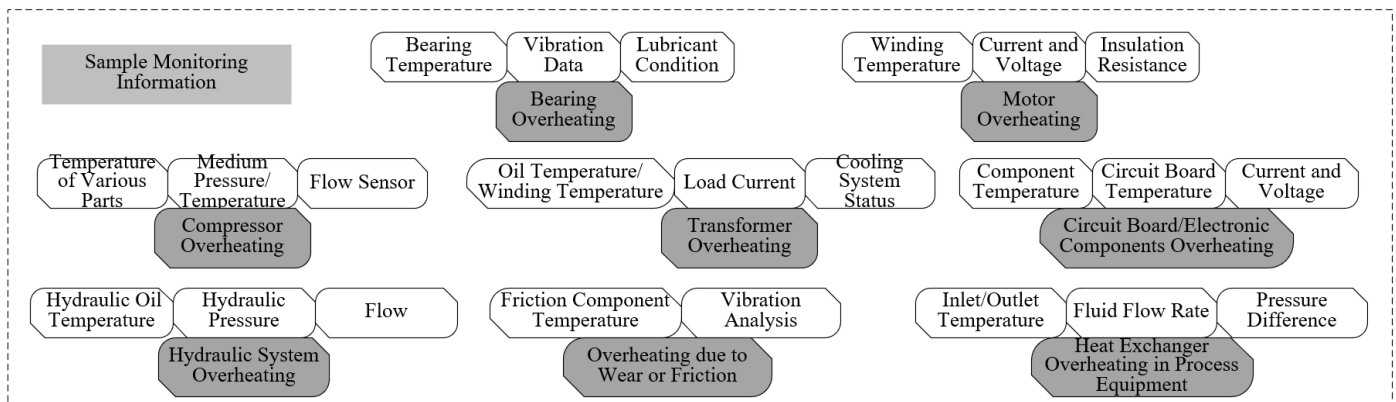 Sample Monitoring
Information
Bearing
Temperature
Vibration
Data
Lubricant
Condition
Bearing
Overheating
Winding
Temperature
Current and
Voltage
Insulation
Resistance
Motor
Overheating
Temperature
of Various
Parts
Medium
Pressure/
Temperature
Flow Sensor
Compressor
Overheating
Oil Temperature/
Winding Temperature
Load Current
Cooling
System
Status
Transformer
Overheating
Component
Temperature
Circuit Board
Temperature
Current and
Voltage
Circuit Board/Electronic
Components Overheating
Hydraulic Oil
Temperature
Hydraulic
Pressure
Flow
Hydraulic System
Overheating
Friction Component
Temperature
Vibration
Analysis
Overheating due to
Wear or Friction
Inlet/Outlet
Temperature
Fluid Flow Rate
Pressure
Difference
Heat Exchanger
Overheating in Process
Equipment